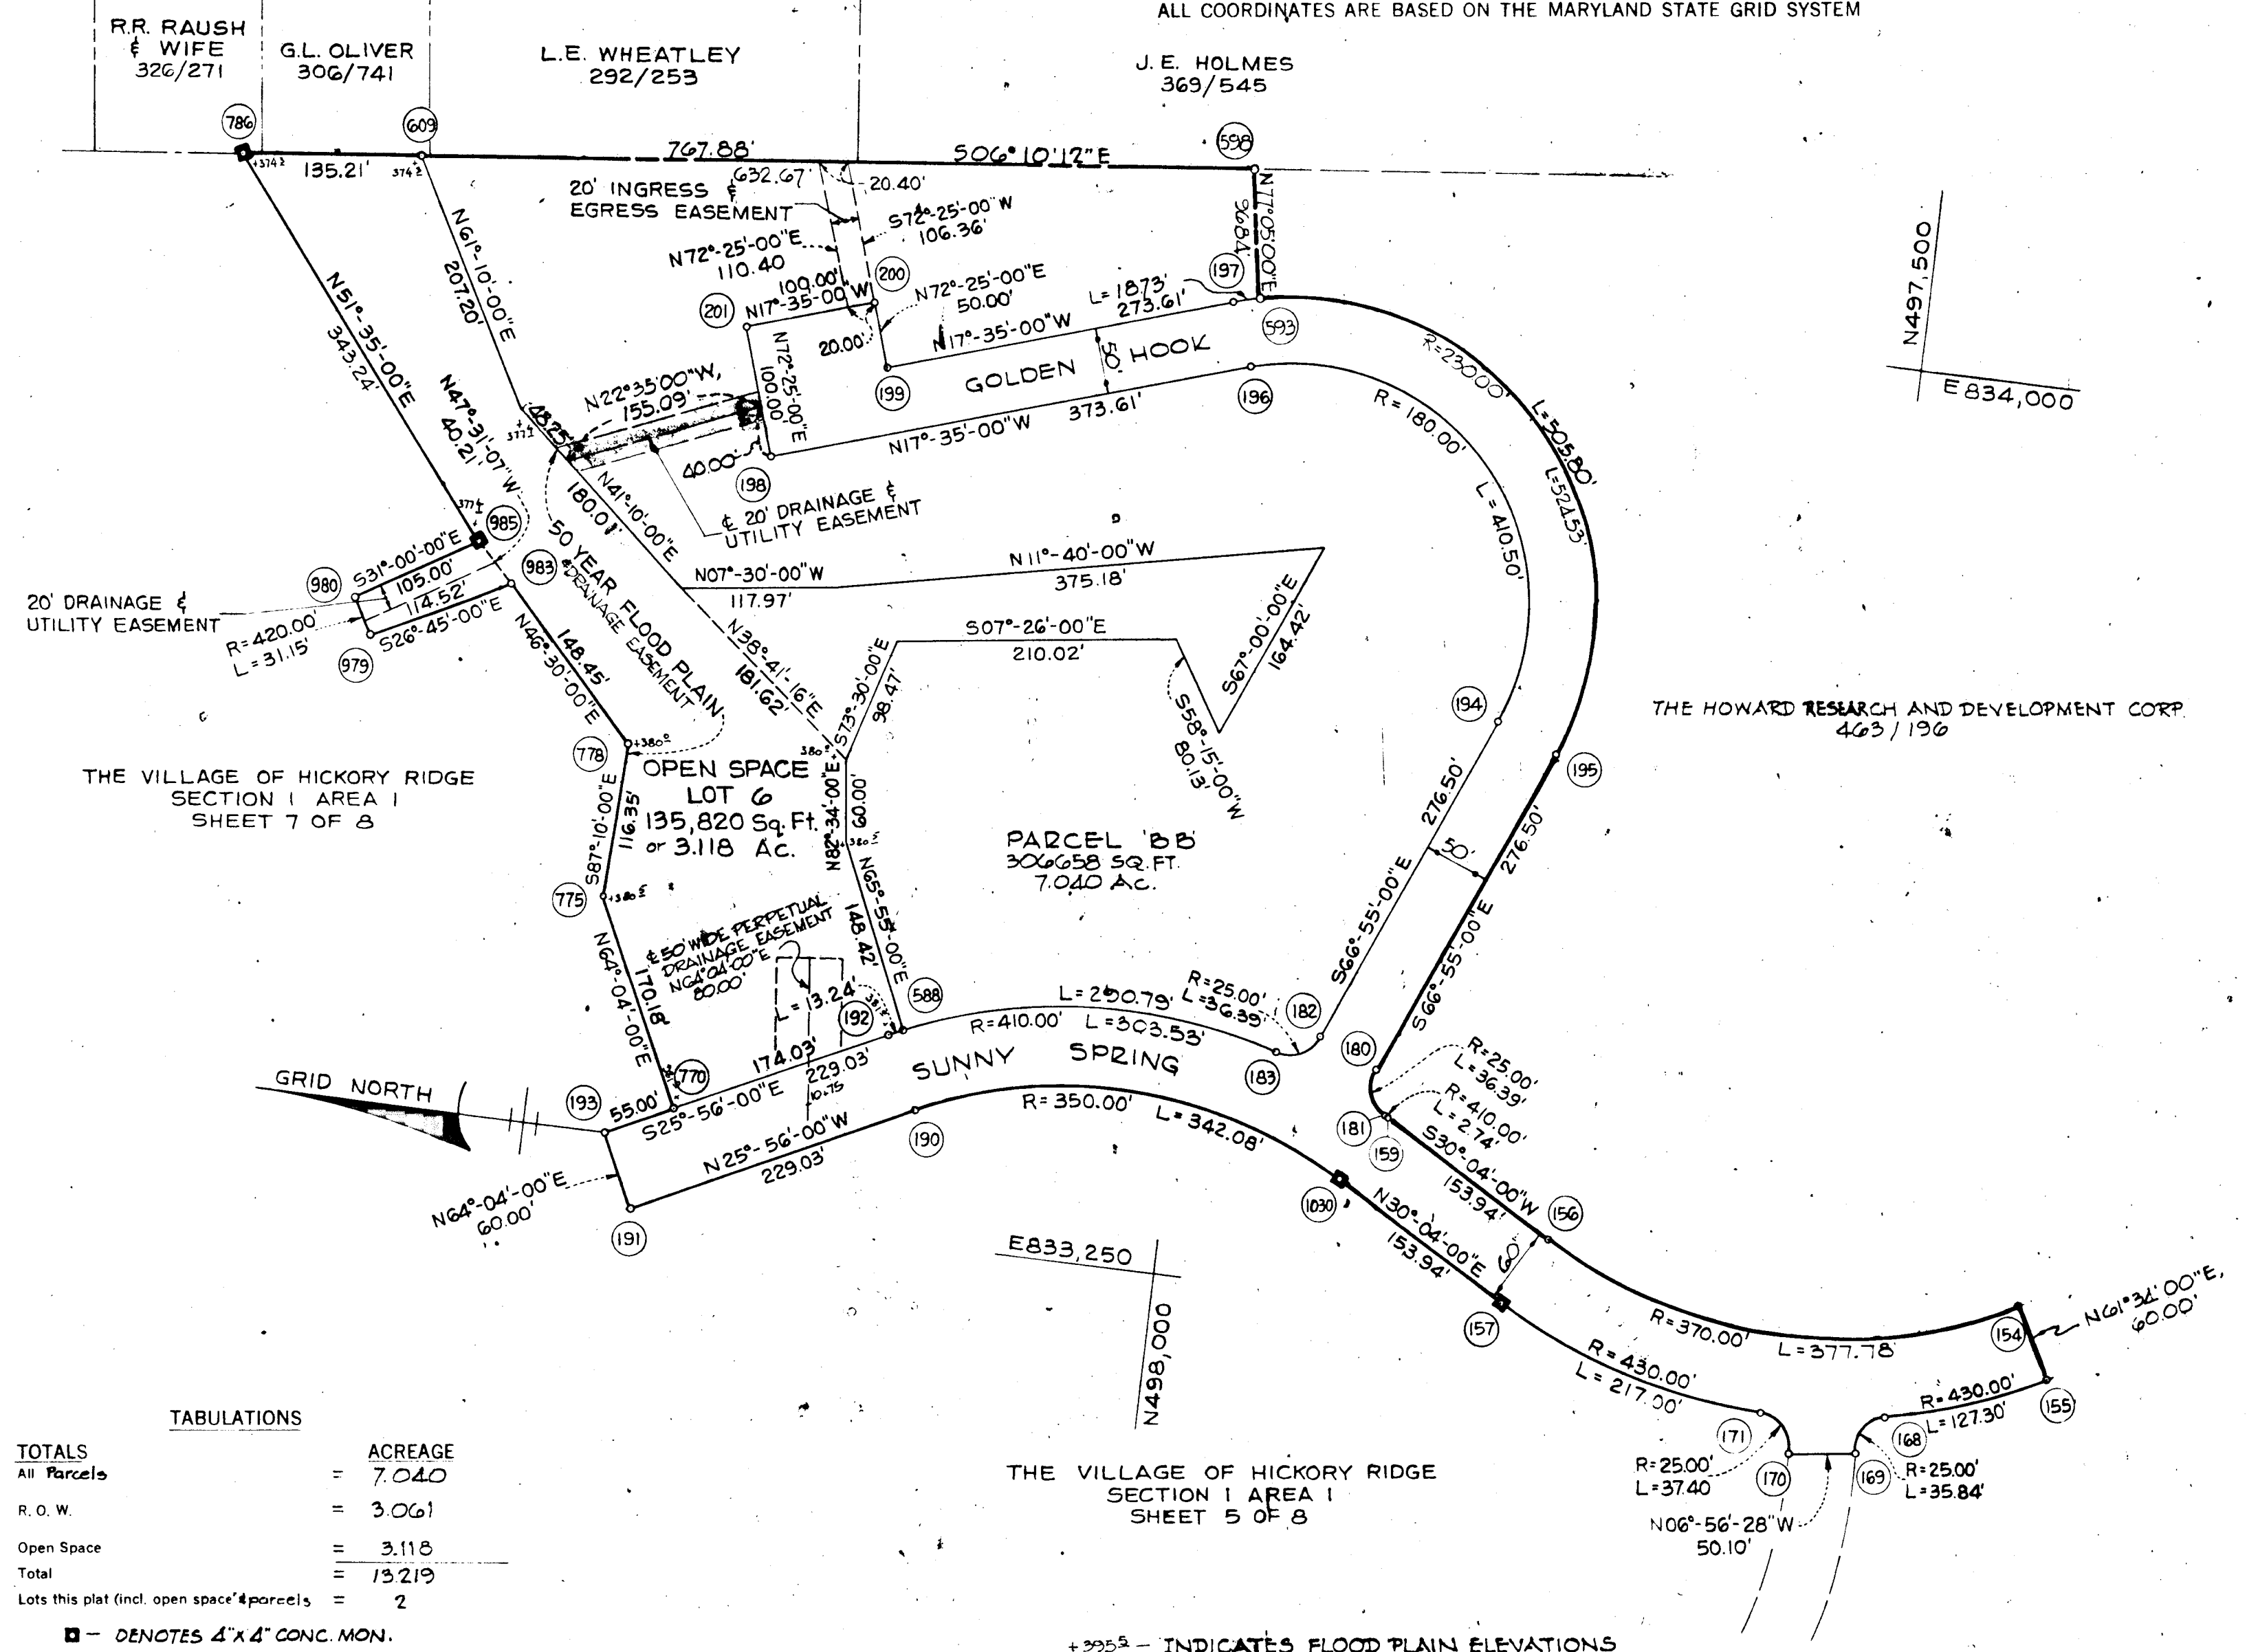 ALL COORDINATES ARE BASED ON THE MARYLAND STATE GRID SYSTEM
R.R. RAUSH
& WIFE
326/271
G.L. OLIVER
306/741
L.E. WHEATLEY
292/253
J. E. HOLMES
369/545
786
609
598
767.88'
S06°10'12"E
135.21'
632.67'
20.40'
20' INGRESS &
EGRESS EASEMENT
S72°-25'-00"W
106.36'
N72°-25'-00"E
110.40
N77°05'00"E
96.84'
N61°-10'-00"E
207.20'
N51°-35'-00"E
343.24'
100.00'
N17°-35'-00"W
200
201
N72°-25'-00"E
50.00'
197
L=18.73'
273.61'
N17°-35'-00"W
593
20.00'
199
GOLDEN HOOK
50'
N72°-25'-00"E
100.00'
N22°35'00"W,
155.09'
48.25'
N17°-35'-00"W
373.61'
196
40.00'
198
R=230.00'
L=505.80'
L=524.53'
R=180.00'
L=410.50'
N497,500
E834,000
N47°-31'-07"W
40.21'
985
983
980
979
S31°-00'-00"E
105.00'
114.52'
S26°-45'-00"E
20' DRAINAGE &
UTILITY EASEMENT
R=420.00'
L=31.15'
N41°-10'-00"E
180.01'
₵ 20' DRAINAGE &
UTILITY EASEMENT
50 YEAR FLOOD PLAIN
& DRAINAGE EASEMENT
N07°-30'-00"W
117.97'
N11°-40'-00"W
375.18'
N38°-41'-16"E
181.62'
S73°-30'-00"E
98.47'
S07°-26'-00"E
210.02'
S67°-00'-00"E
164.42'
S58°-15'-00"W
80.13'
N46°-30'-00"E
148.45'
778
194
195
THE HOWARD RESEARCH AND DEVELOPMENT CORP.
463/196
THE VILLAGE OF HICKORY RIDGE
SECTION 1 AREA 1
SHEET 7 OF 8
OPEN SPACE
LOT 6
135,820 Sq. Ft.
or 3.118 AC.
S87°-10'-00"E
116.35'
N82°-34'-00"E
60.00'
PARCEL 'BB'
306658 SQ. FT.
7.040 AC.
276.50'
S66°-55'-00"E
50'
276.50'
S66°-55'-00"E
775
N64°-04'-00"E
170.18'
₵ 50' WIDE PERPETUAL
DRAINAGE EASEMENT
N64°04'-00"E
80.00'
N65°-55'-00"E
148.42'
L=13.24'
192
588
L=290.79'
R=410.00' L=303.53'
R=25.00'
L=36.39'
182
183
180
SUNNY SPRING
174.03'
229.03'
10.75
S25°-56'-00"E
770
193
55.00'
GRID NORTH
N25°-56'-00"W
229.03'
190
191
N64°-04'-00"E
60.00'
R=350.00' L=342.08'
R=25.00'
L=36.39'
R=410.00'
L=2.74'
181
159
S30°-04'-00"W
153.94'
156
1030
N30°-04'-00"E
153.94'
60'
157
E833,250
N498,000
R=370.00'
L=377.78
154
N61°34'00"E,
60.00'
155
R=430.00'
L=217.00'
R=430.00'
L=127.30'
171
170
168
169
R=25.00'
L=37.40
R=25.00'
L=35.84'
N06°-56'-28"W
50.10'
THE VILLAGE OF HICKORY RIDGE
SECTION 1 AREA 1
SHEET 5 OF 8
TABULATIONS
TOTALS ACREAGE
All Parcels = 7.040
R.O.W. = 3.061
Open Space = 3.118
Total = 13.219
Lots this plat (incl. open space & parcels = 2
— DENOTES 4"X4" CONC. MON.
+395⁵ — INDICATES FLOOD PLAIN ELEVATIONS